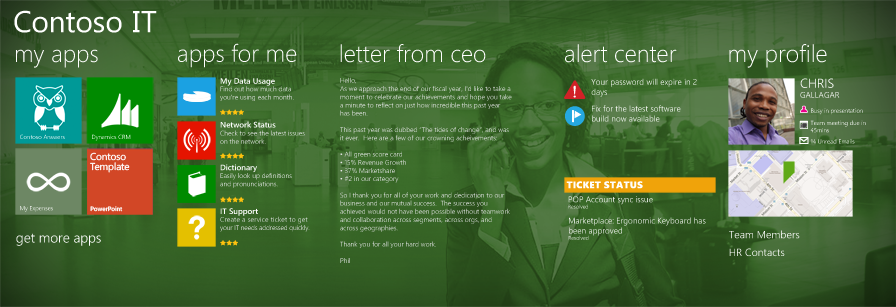 MEILEN EINLÖSEN!
Contoso IT
my apps
Contoso Answers
Dynamics CRM
My Expenses
Contoso
Template
PowerPoint
get more apps
apps for me
My Data Usage
Find out how much data
you're using each month.
Network Status
Check to see the latest issues
on the network.
Dictionary
Easily look up definitions
and pronunciations.
?
IT Support
Create a service ticket to get
your IT needs addressed quickly.
letter from ceo
Hello,
As we approach the end of our fiscal year, I'd like to take a
moment to celebrate our achievements and hope you take
a minute to reflect on just how incredible this past year
has been.
This past year was dubbed "The tides of change", and was
it ever. Here are a few of our crowning achievements:
• All green score card
• 15% Revenue Growth
• 37% Marketshare
• #2 in our category
So I thank you for all of your work and dedication to our
business and our mutual success. The success you
achieved would not have been possible without teamwork
and collaboration across segments, across orgs, and
across geographies.
Thank you for all your hard work.
Phil
alert center
Your password will expire in 2
days
Fix for the latest software
build now available
TICKET STATUS
POP Account sync issue
Resolved
Marketplace: Ergonomic Keyboard has
been approved
Resolved
my profile
CHRIS
GALLAGAR
Busy in presentation
Team meeting due in
45mins
14 Unread Emails
Team Members
HR Contacts